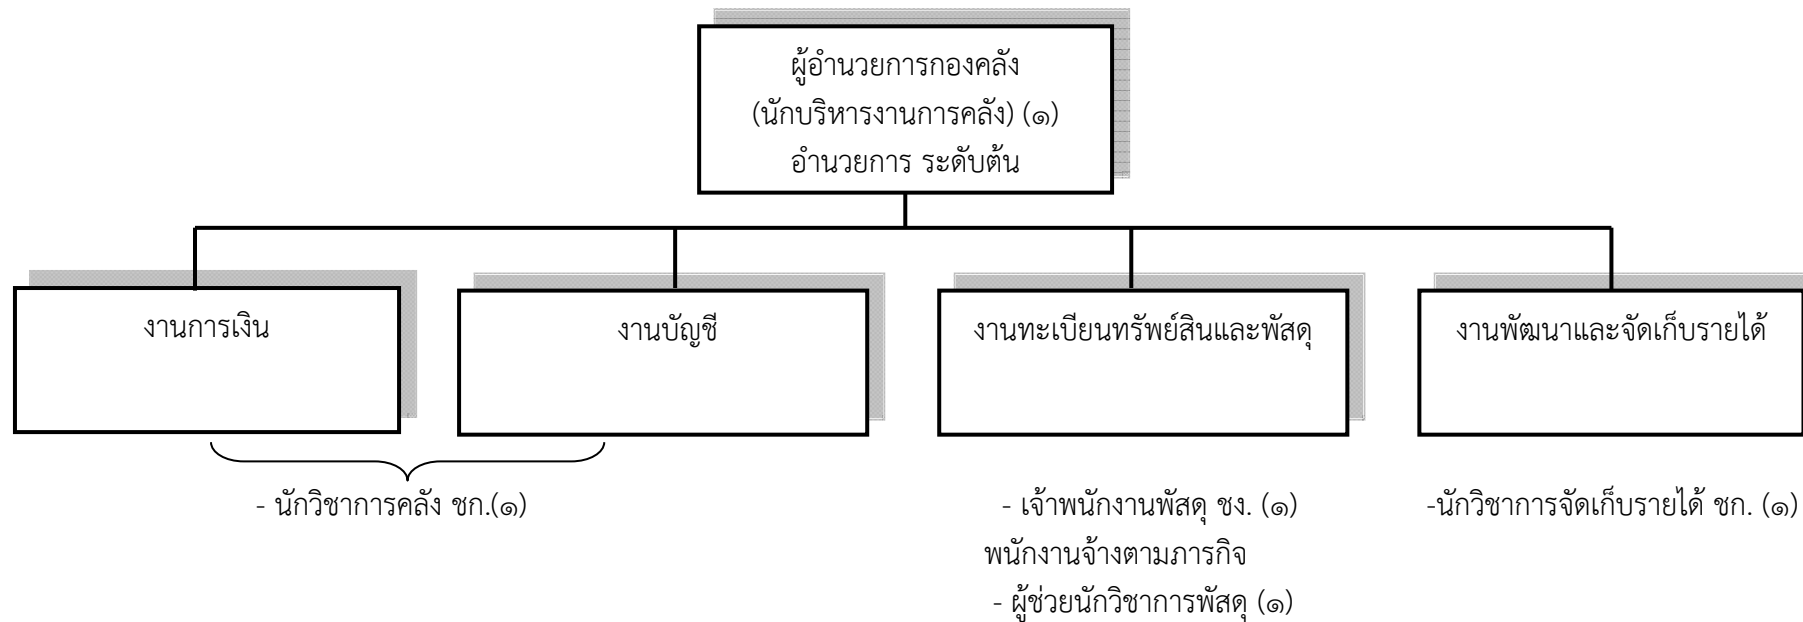 ผู้อำนวยการกองคลัง
(นักบริหารงานการคลัง) (๑)
อำนวยการ ระดับต้น
งานการเงิน
งานบัญชี
งานทะเบียนทรัพย์สินและพัสดุ
งานพัฒนาและจัดเก็บรายได้
- นักวิชาการคลัง ชก.(๑)
- เจ้าพนักงานพัสดุ ชง. (๑)
พนักงานจ้างตามภารกิจ
- ผู้ช่วยนักวิชาการพัสดุ (๑)
-นักวิชาการจัดเก็บรายได้ ชก. (๑)